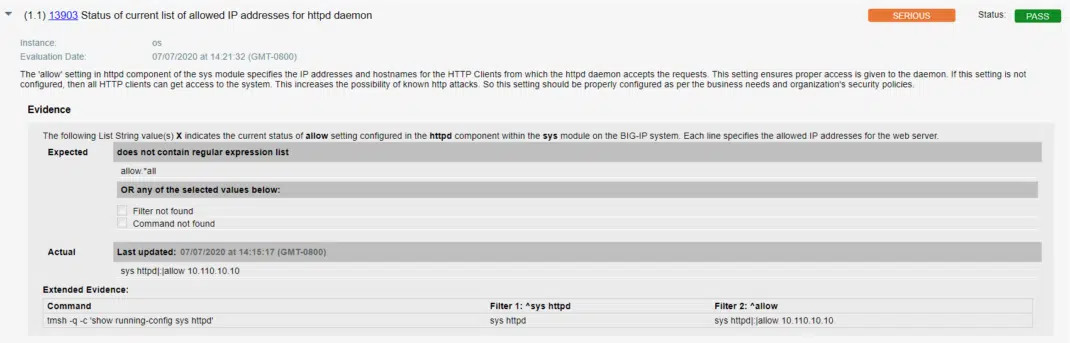 (1.1) 13903 Status of current list of allowed IP addresses for httpd daemon SERIOUS Status: PASS
Instance: os
Evaluation Date: 07/07/2020 at 14:21:32 (GMT-0800)
The 'allow' setting in httpd component of the sys module specifies the IP addresses and hostnames for the HTTP Clients from which the httpd daemon accepts the requests. This setting ensures proper access is given to the daemon. If this setting is not
configured, then all HTTP clients can get access to the system. This increases the possibility of known http attacks. So this setting should be properly configured as per the business needs and organization's security policies.
Evidence
The following List String value(s) X indicates the current status of allow setting configured in the httpd component within the sys module on the BIG-IP system. Each line specifies the allowed IP addresses for the web server.
Expected does not contain regular expression list
allow.*all
OR any of the selected values below:
Filter not found
Command not found
Actual Last updated: 07/07/2020 at 14:15:17 (GMT-0800)
sys httpd|:|allow 10.110.10.10
Extended Evidence:
Command Filter 1: ^sys httpd Filter 2: ^allow
tmsh -q -c 'show running-config sys httpd' sys httpd sys httpd|:|allow 10.110.10.10